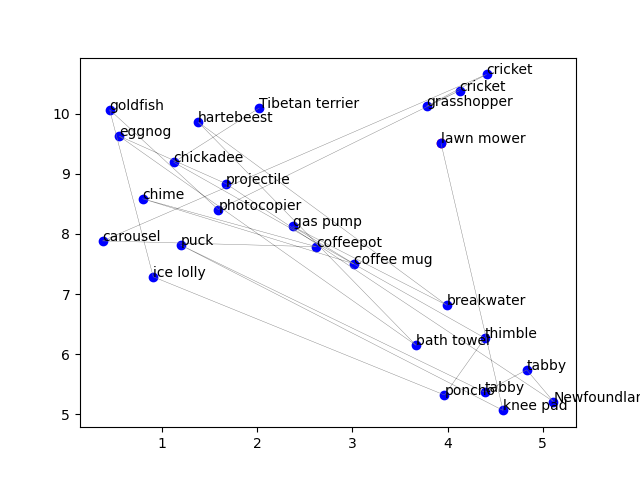 cricket
cricket
grasshopper
goldfish
Tibetan terrier
hartebeest
eggnog
lawn mower
chickadee
projectile
chime
photocopier
gas pump
carousel
puck
coffeepot
coffee mug
ice lolly
breakwater
bath towel
thimble
tabby
poncho
tabby
Newfoundlan
knee pad
10
9
8
7
6
5
1 2 3 4 5